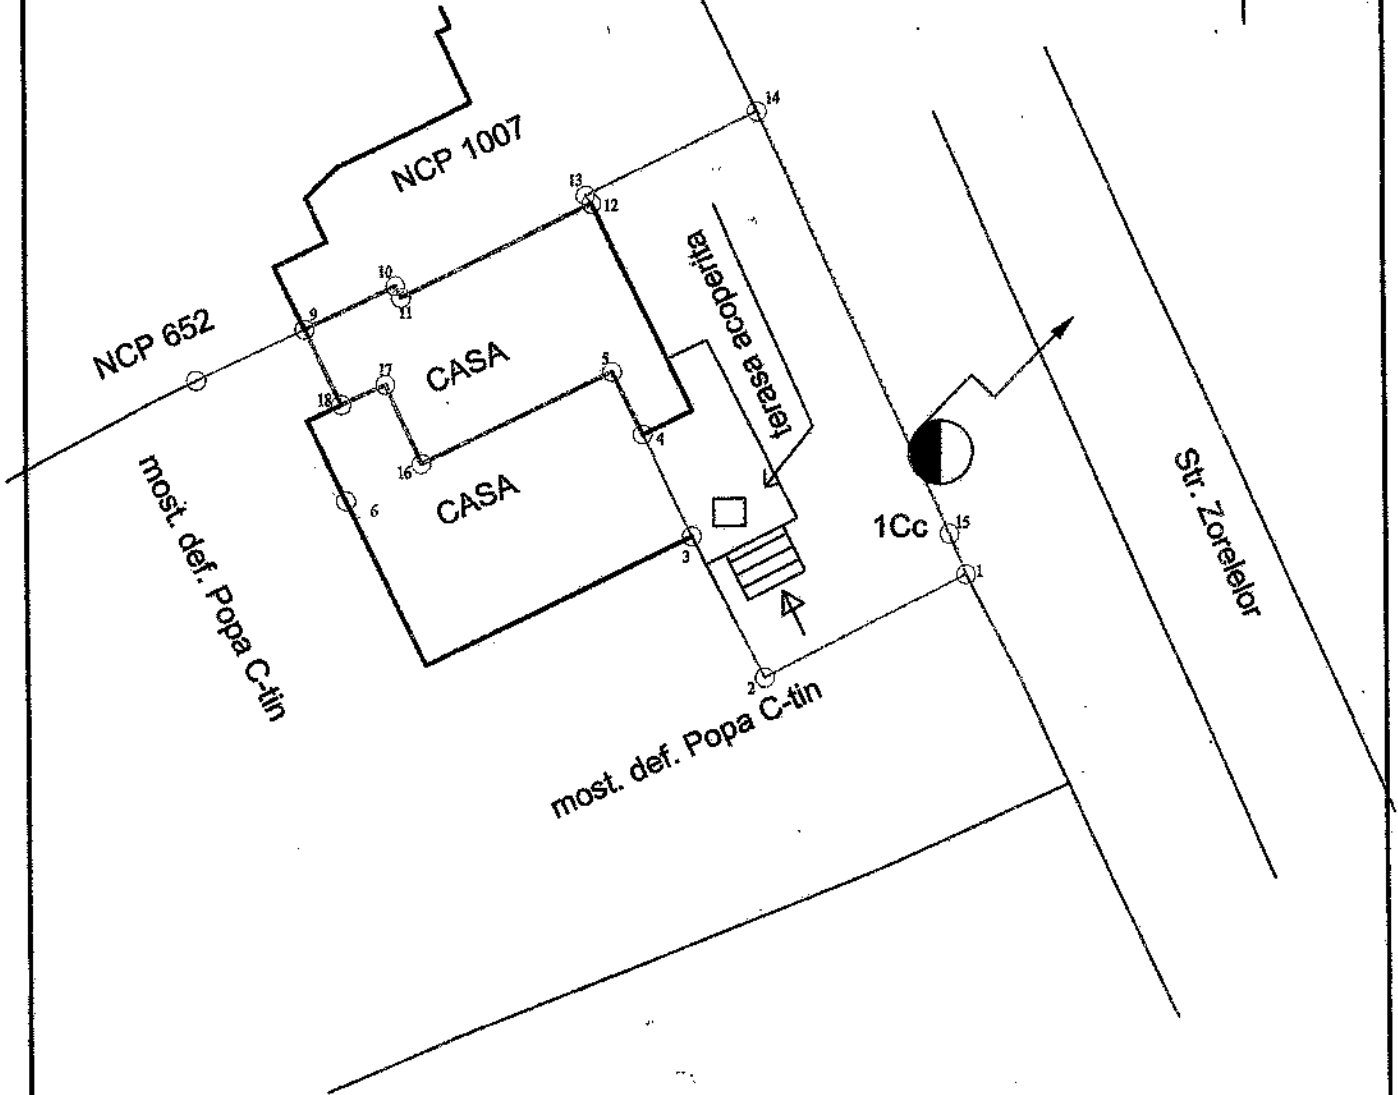 14
NCP 1007
13
12
terasa acoperita
10
11
9
NCP 652
CASA
5
17
18
4
16
CASA
6
most. def. Popa C-tin
3
1Cc
15
1
Str. Zorelelor
2
most. def. Popa C-tin